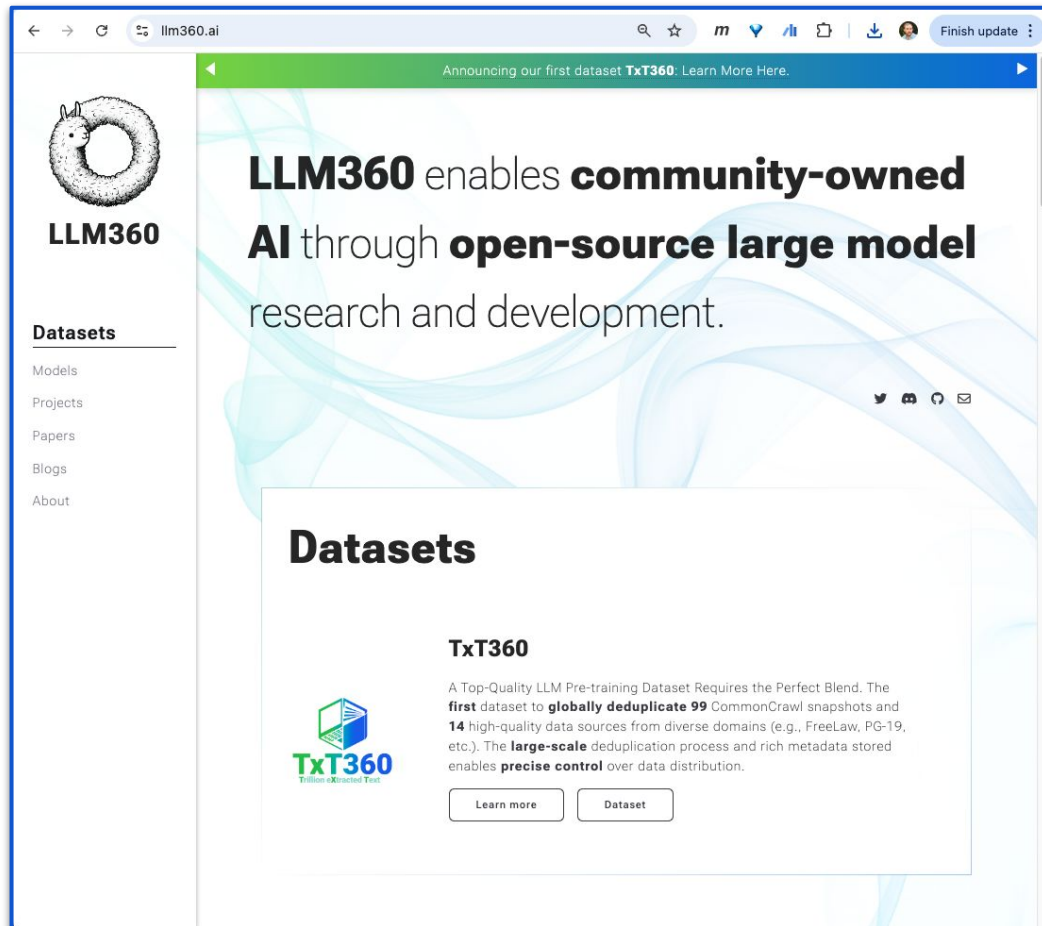 llm360.ai
Finish update
Announcing our first dataset TxT360: Learn More Here.
LLM360
Datasets
Models
Projects
Papers
Blogs
About
LLM360 enables community-owned
AI through open-source large model
research and development.
Datasets
TxT360
Trillion eXtracted Text
TxT360
A Top-Quality LLM Pre-training Dataset Requires the Perfect Blend. The
first dataset to globally deduplicate 99 CommonCrawl snapshots and
14 high-quality data sources from diverse domains (e.g., FreeLaw, PG-19,
etc.). The large-scale deduplication process and rich metadata stored
enables precise control over data distribution.
Learn more
Dataset